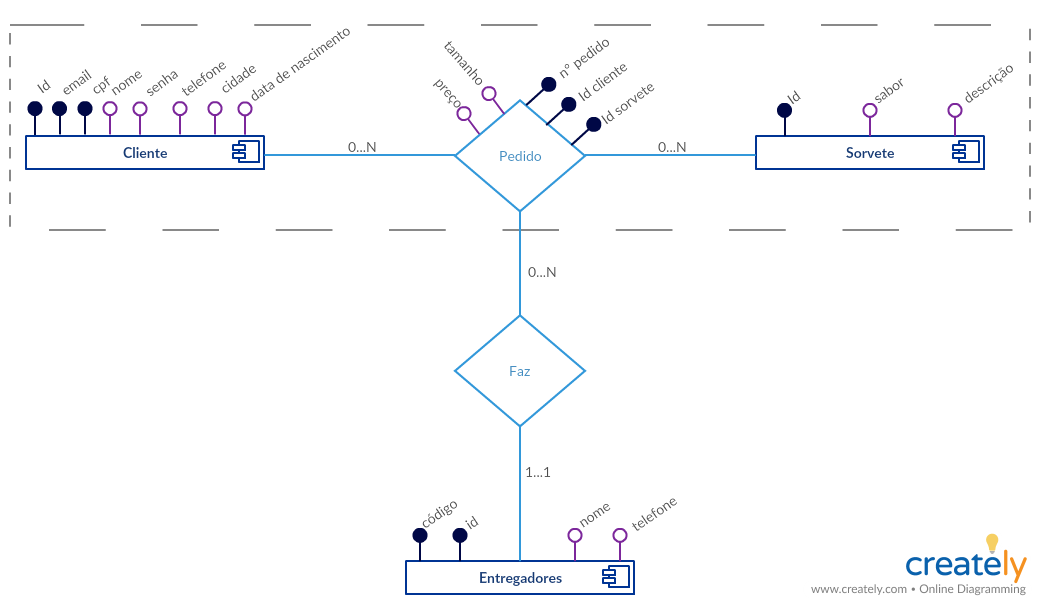 Id
email
cpf
nome
senha
telefone
cidade
data de nascimento
preço
tamanho
n° pedido
Id cliente
Id sorvete
Id
sabor
descrição
Cliente
0...N
Pedido
0...N
Sorvete
0...N
Faz
1...1
código
id
nome
telefone
Entregadores
creately
www.creately.com • Online Diagramming